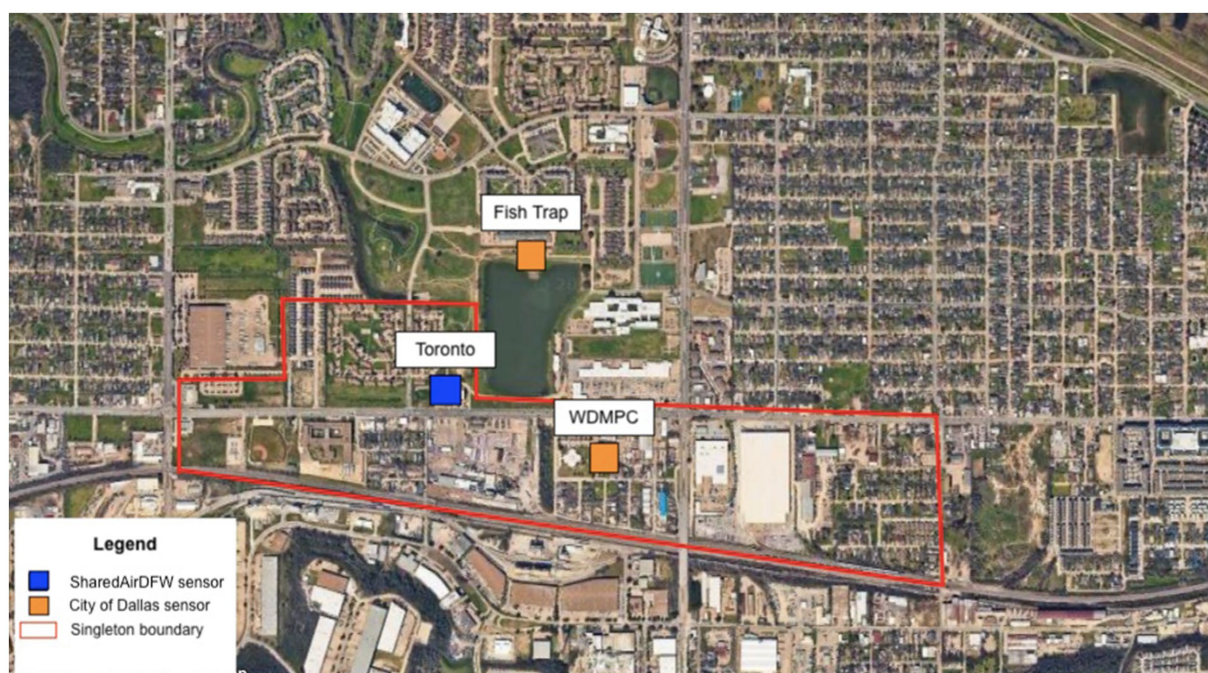 Fish Trap
Toronto
WDMPC
Legend
SharedAirDFW sensor
City of Dallas sensor
Singleton boundary